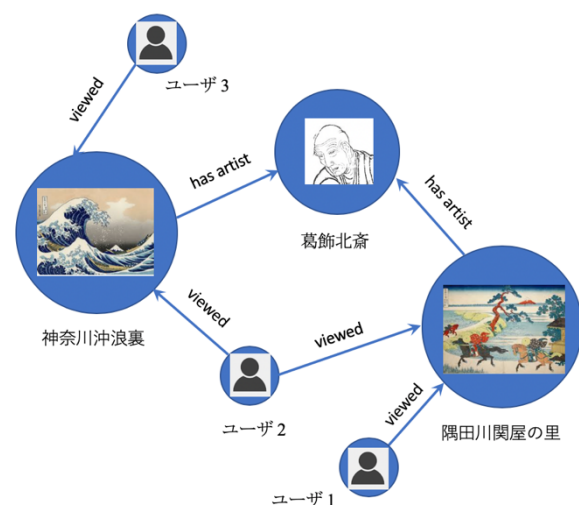 viewed
ユーザ3
has artist
葛飾北斎
has artist
神奈川沖浪裏
viewed
viewed
ユーザ2
viewed
隅田川関屋の里
ユーザ1